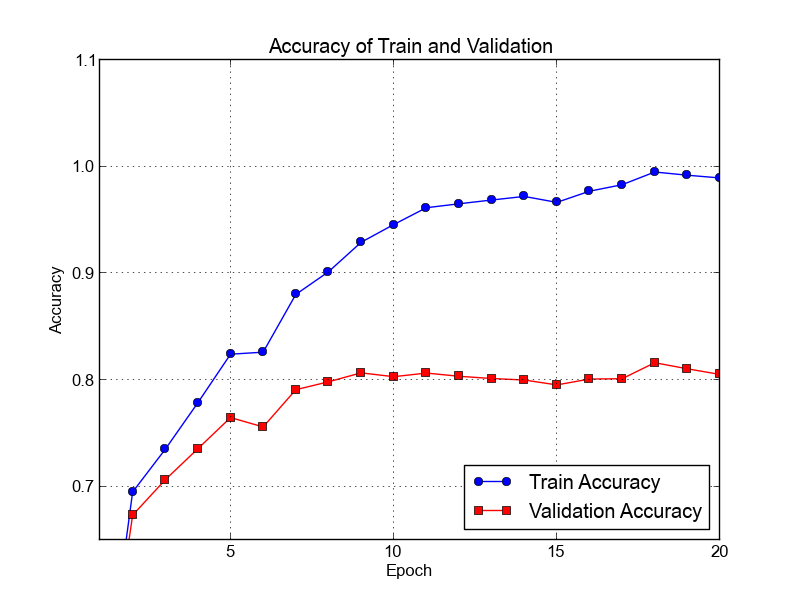 Accuracy of Train and Validation
1.1
1.0
0.9
0.8
0.7
Accuracy
5
10
15
20
Epoch
Train Accuracy
Validation Accuracy